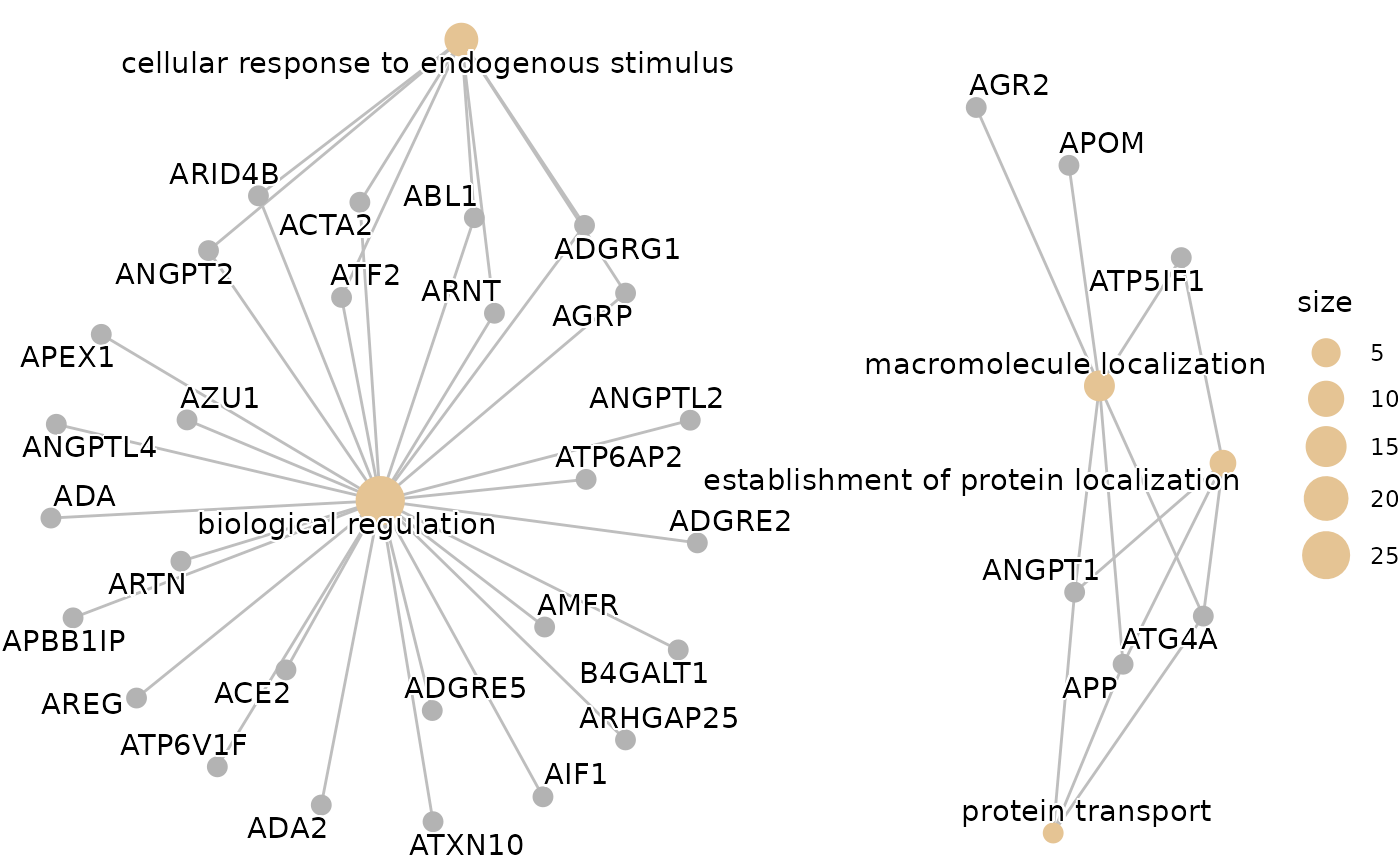 cellular response to endogenous stimulus
AGR2
APOM
ARID4B
ABL1
ACTA2
ADGRG1
ANGPT2
ATF2
ARNT
AGRP
ATP5IF1
size
APEX1
macromolecule localization
5
AZU1
ANGPTL2
10
ANGPTL4
ATP6AP2
15
establishment of protein localization
ADA
20
biological regulation
ADGRE2
25
ARTN
ANGPT1
AMFR
APBB1IP
ATG4A
B4GALT1
ACE2
ADGRE5
APP
AREG
ARHGAP25
ATP6V1F
AIF1
protein transport
ADA2
ATXN10